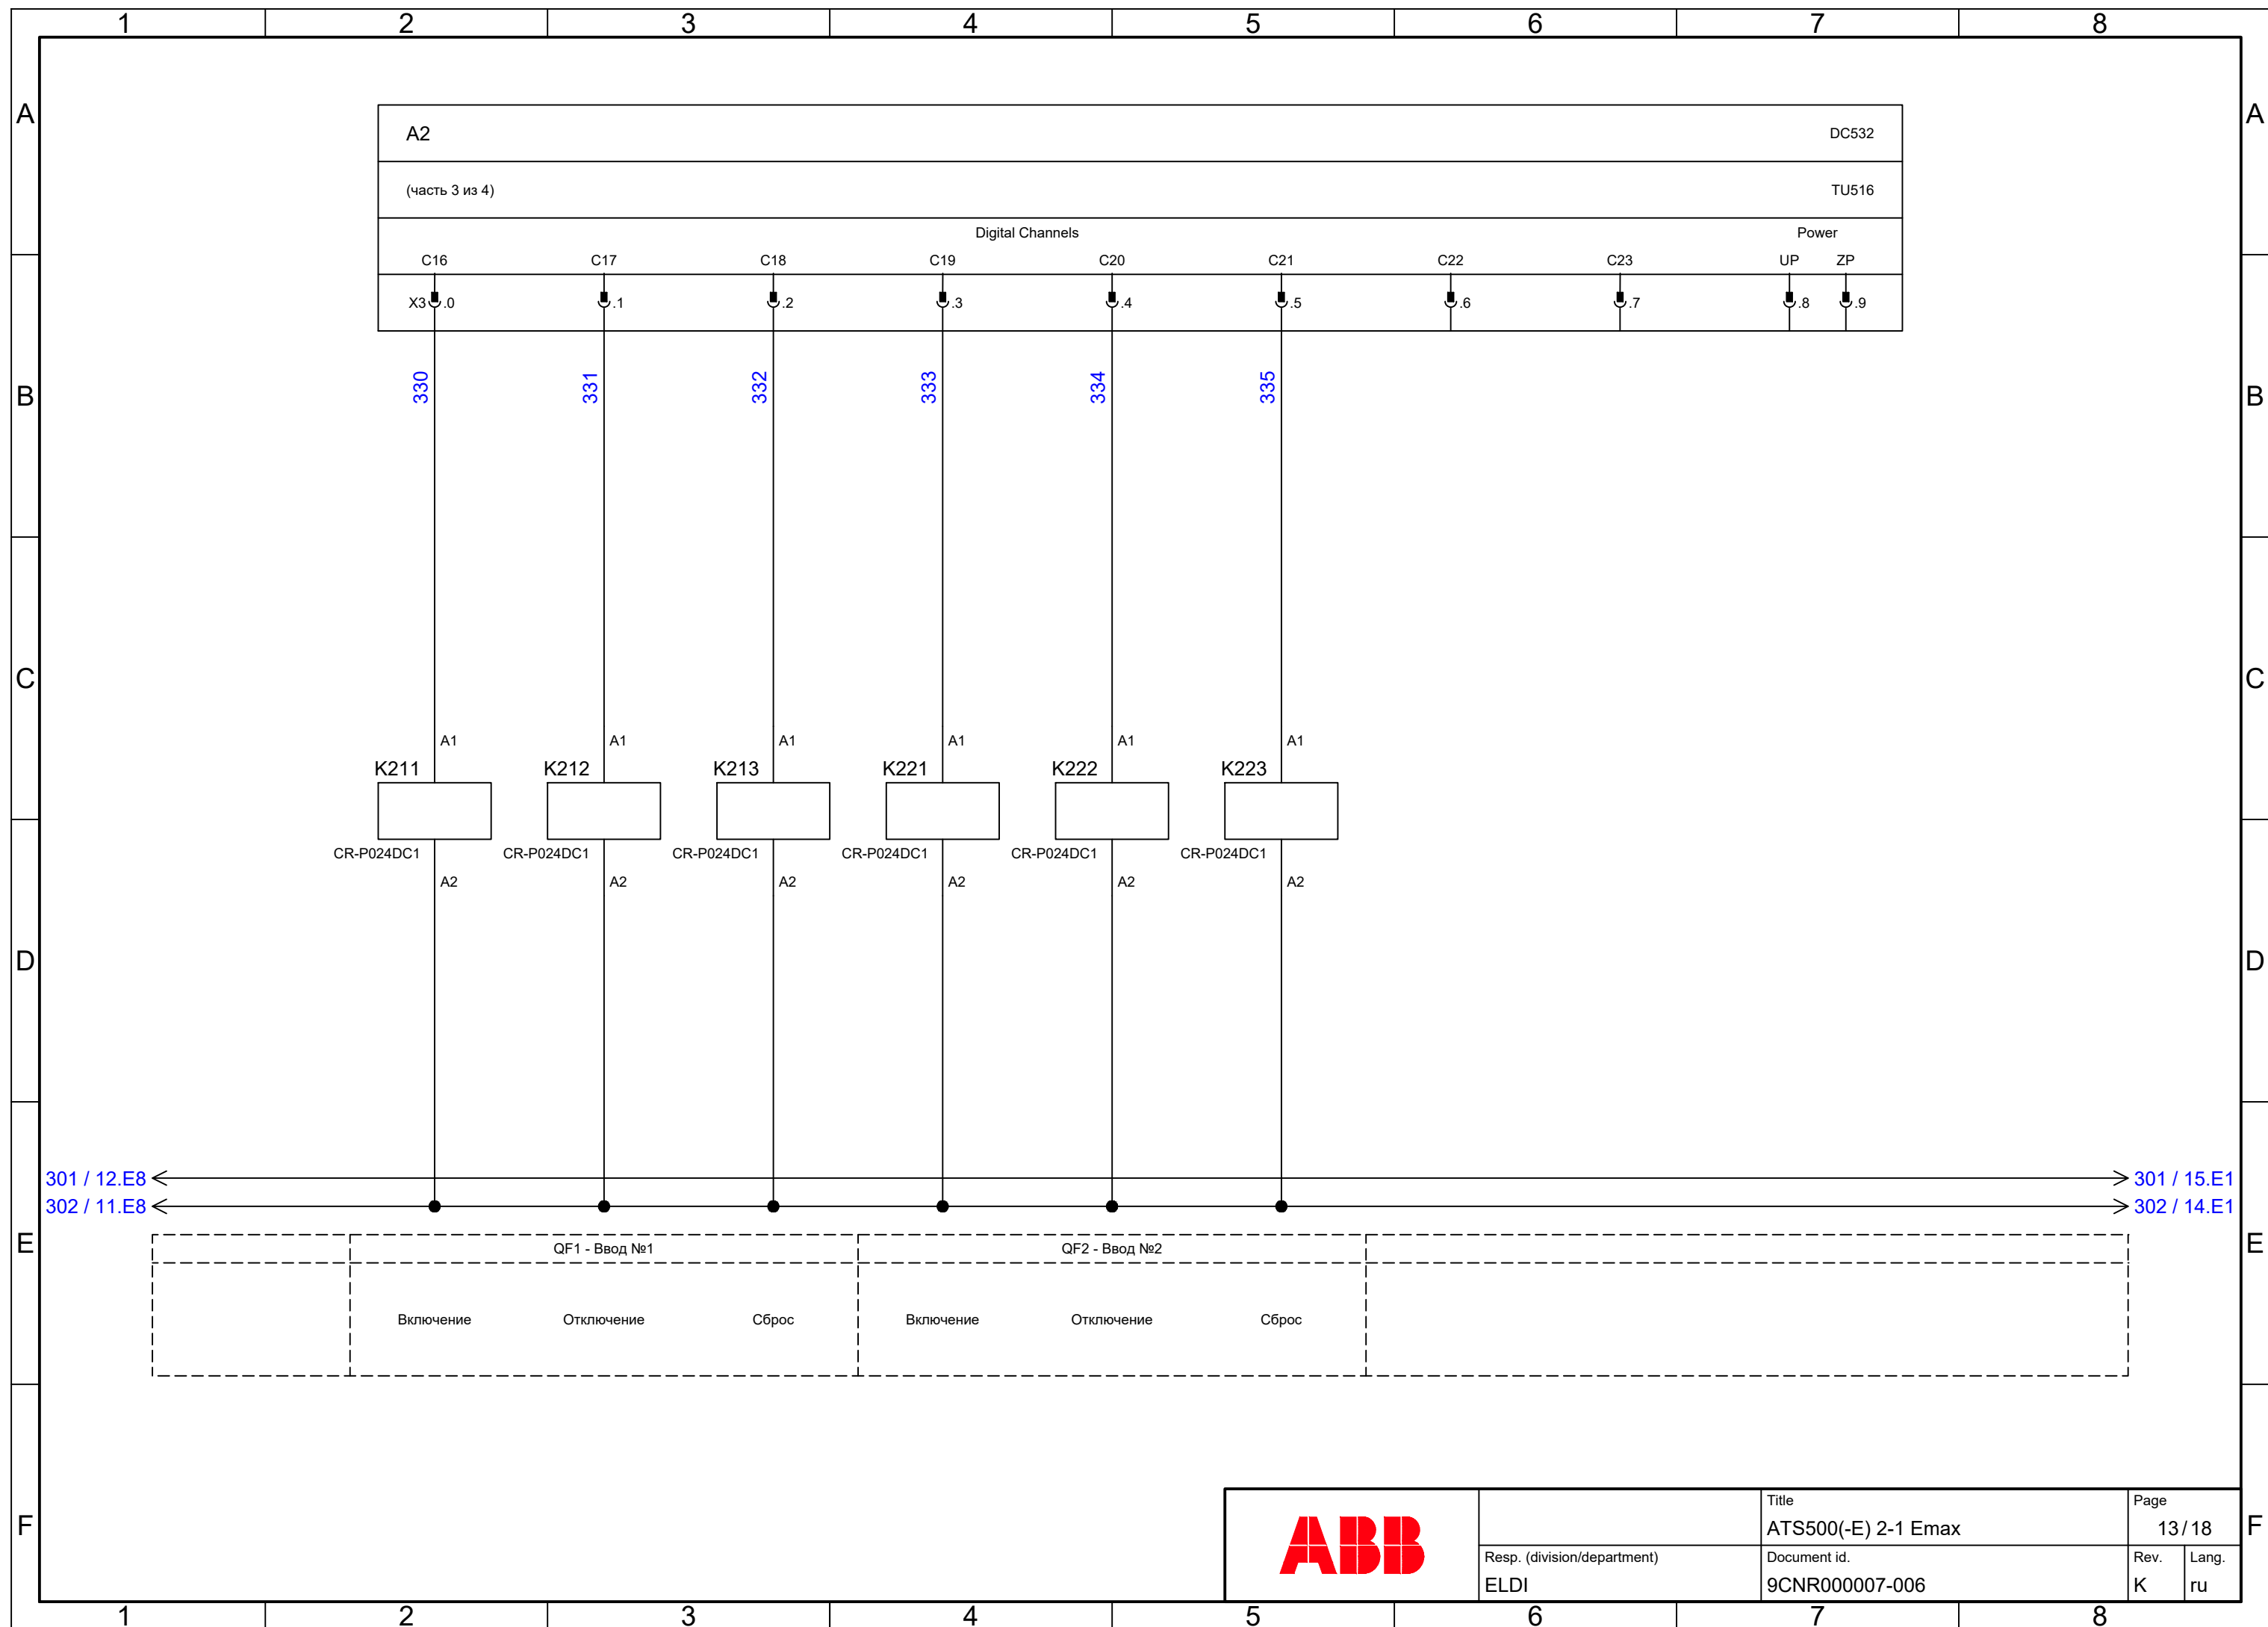 1 2 3 4 5 6 7 8
A A
A2 DC532
(часть 3 из 4) TU516
Digital Channels Power
C16 C17 C18 C19 C20 C21 C22 C23 UP ZP
X3 .0 .1 .2 .3 .4 .5 .6 .7 .8 .9
330 331 332 333 334 335
B B
C C
A1 A1 A1 A1 A1 A1
K211 K212 K213 K221 K222 K223
CR-P024DC1 CR-P024DC1 CR-P024DC1 CR-P024DC1 CR-P024DC1 CR-P024DC1
A2 A2 A2 A2 A2 A2
D D
301 / 12.E8 301 / 15.E1
302 / 11.E8 302 / 14.E1
E E
QF1 - Ввод №1 QF2 - Ввод №2
Включение Отключение Сброс Включение Отключение Сброс
F F
ABB
Title
ATS500(-E) 2-1 Emax
Page
13/18
Resp. (division/department)
ELDI
Document id.
9CNR000007-006
Rev.
K
Lang.
ru
1 2 3 4 5 6 7 8